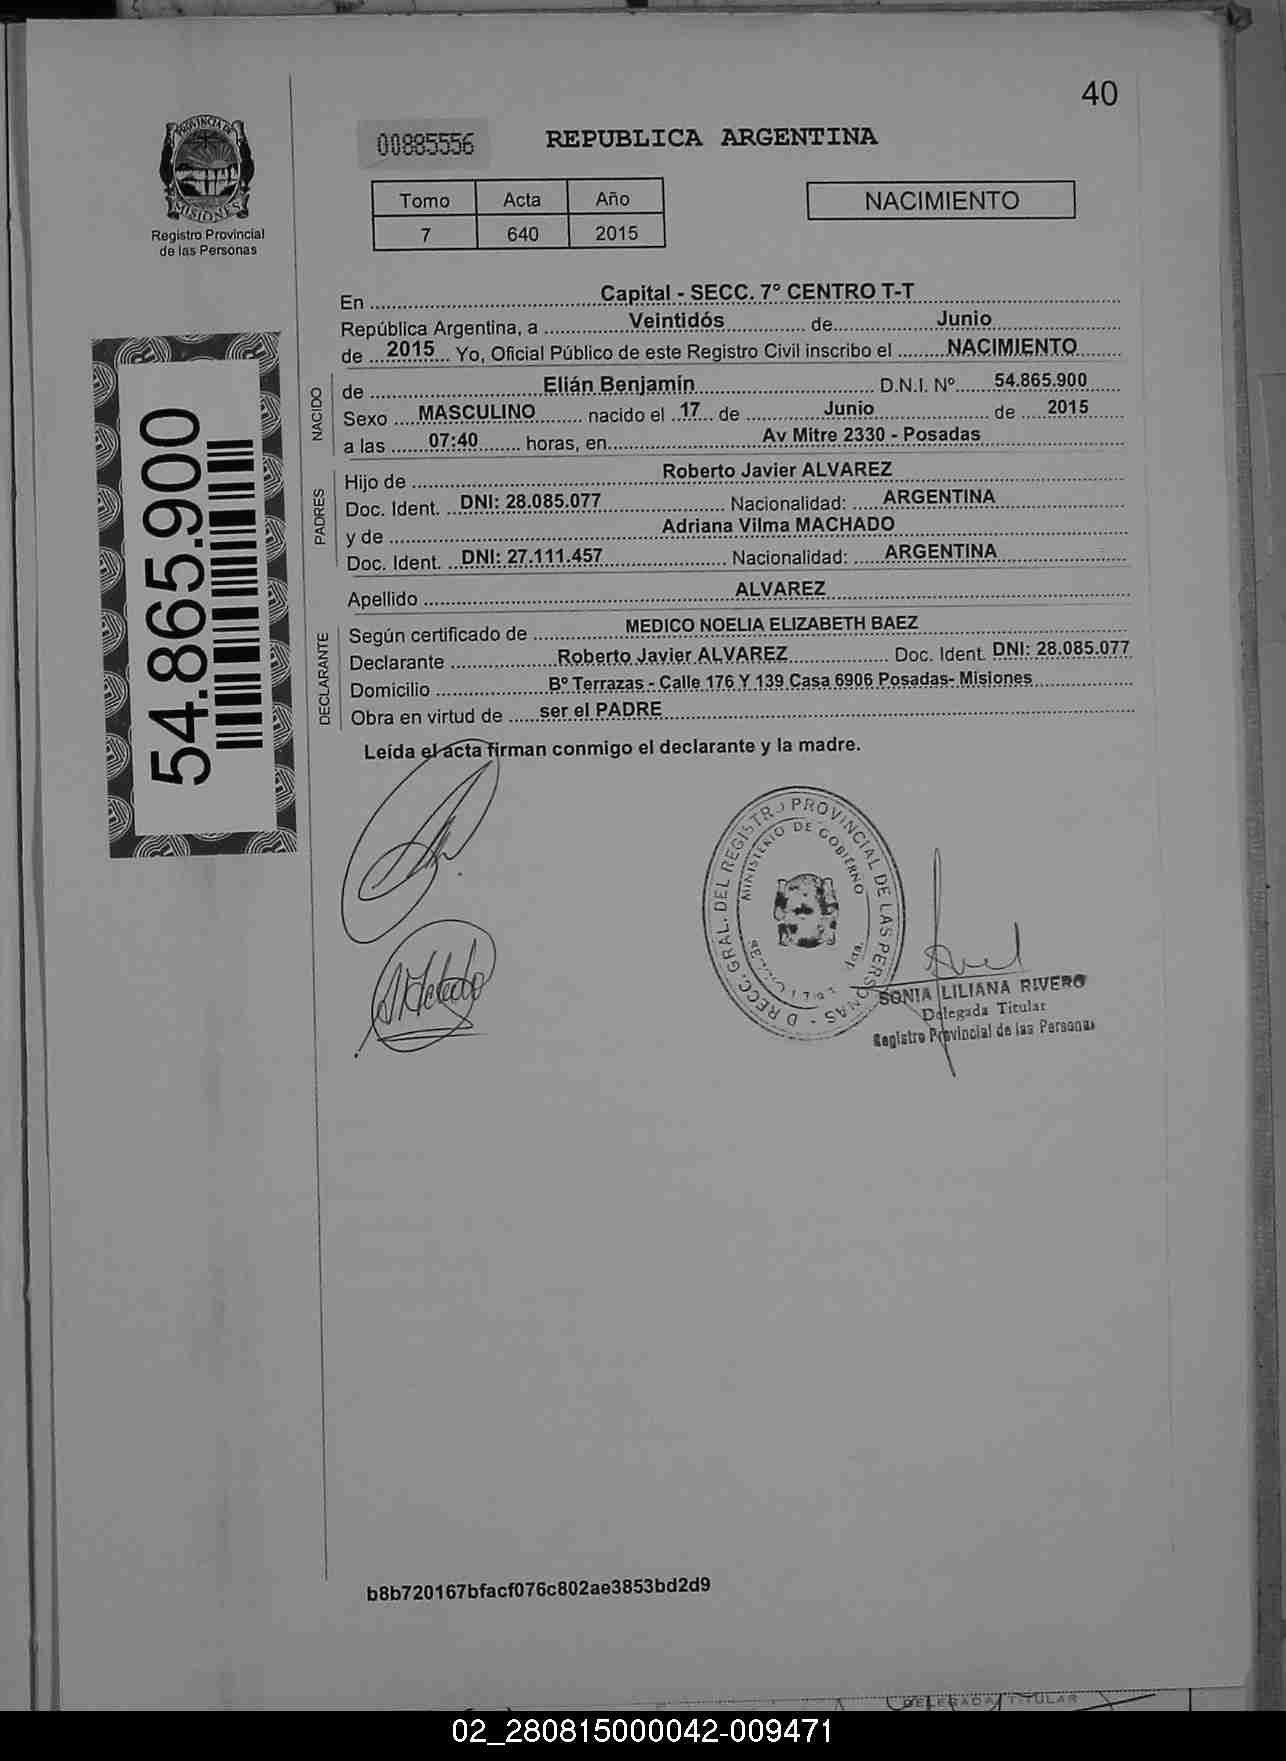 40
PROVINCIA DE
MISIONES
Registro Provincial
de las Personas
00885556
REPUBLICA ARGENTINA
Tomo Acta Año
7 640 2015
NACIMIENTO
En Capital - SECC. 7° CENTRO T-T
República Argentina, a Veintidós de Junio
de 2015 Yo, Oficial Público de este Registro Civil inscribo el NACIMIENTO
NACIDO
de Elián Benjamín D.N.I. Nº 54.865.900
Sexo MASCULINO nacido el 17 de Junio de 2015
a las 07:40 horas, en Av Mitre 2330 - Posadas
PADRES
Hijo de Roberto Javier ALVAREZ
Doc. Ident. DNI: 28.085.077 Nacionalidad: ARGENTINA
y de Adriana Vilma MACHADO
Doc. Ident. DNI: 27.111.457 Nacionalidad: ARGENTINA
Apellido ALVAREZ
DECLARANTE
Según certificado de MEDICO NOELIA ELIZABETH BAEZ
Declarante Roberto Javier ALVAREZ Doc. Ident. DNI: 28.085.077
Domicilio Bº Terrazas - Calle 176 Y 139 Casa 6906 Posadas- Misiones
Obra en virtud de ser el PADRE
Leída el acta firman conmigo el declarante y la madre.
54.865.900
DIRECC. GRAL. DEL REGISTRO PROVINCIAL DE LAS PERSONAS
MINISTERIO DE GOBIERNO
SONIA LILIANA RIVERO
Delegada Titular
Registro Provincial de las Personas
b8b720167bfacf076c802ae3853bd2d9
DELEGADA TITULAR
02_280815000042-009471